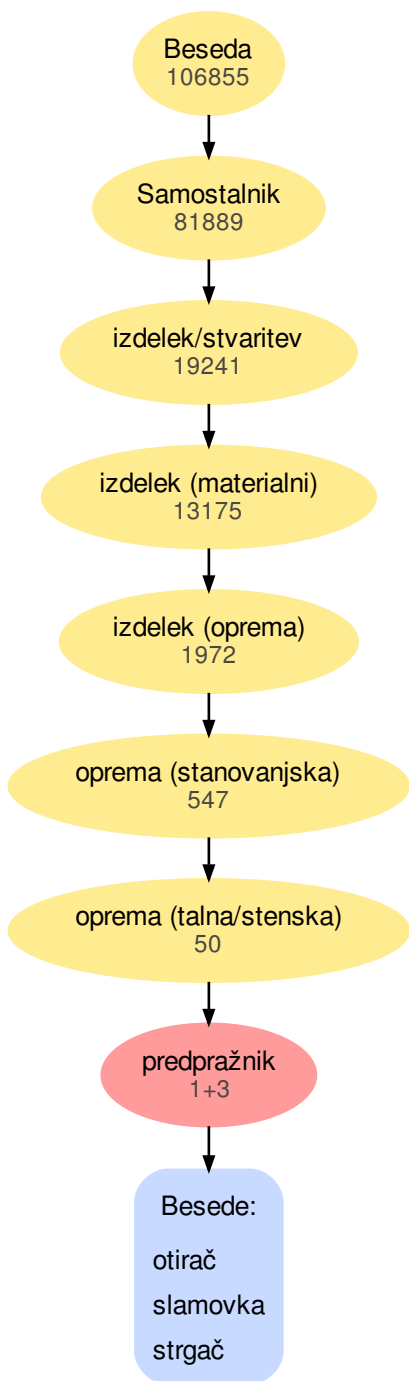 Beseda
106855
Samostalnik
81889
izdelek/stvaritev
19241
izdelek (materialni)
13175
izdelek (oprema)
1972
oprema (stanovanjska)
547
oprema (talna/stenska)
50
predpražnik
1+3
Besede:
otirač
slamovka
strgač